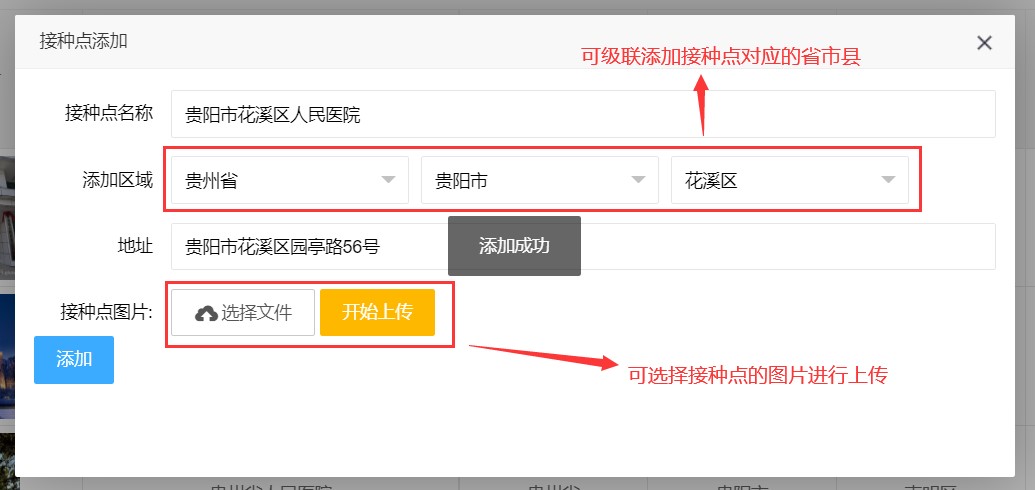 接种点添加
可级联添加接种点对应的省市县
接种点名称 贵阳市花溪区人民医院
添加区域 贵州省 贵阳市 花溪区
地址 贵阳市花溪区园亭路56号 添加成功
接种点图片: 选择文件 开始上传
添加
可选择接种点的图片进行上传